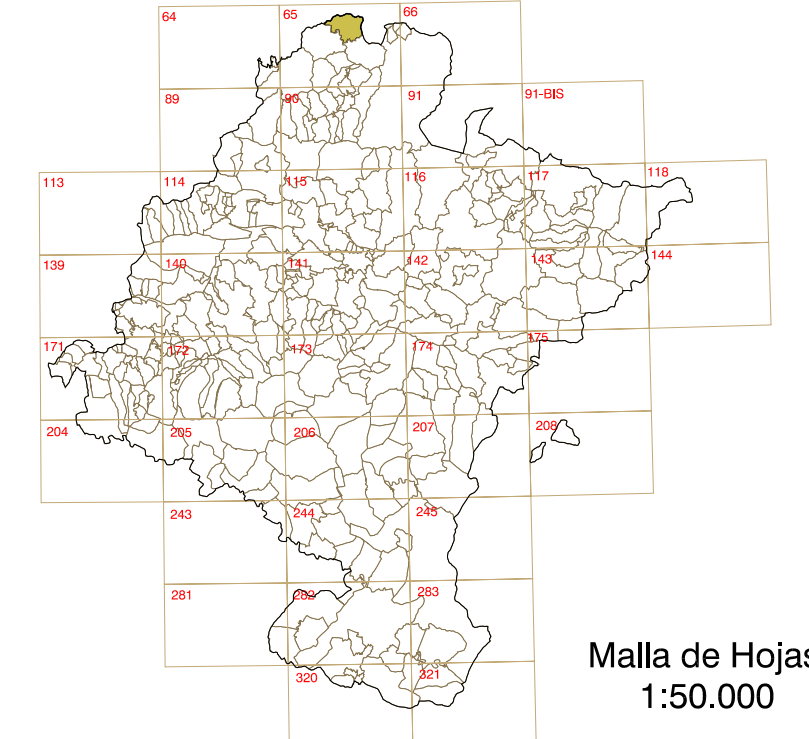 64 65 66
89 90 91 91-BIS
113 114 115 116 117 118
139 140 141 142 143 144
171 172 173 174 175
204 205 206 207 208
243 244 245
281 282 283
320 321
Malla de Hojas
1:50.000